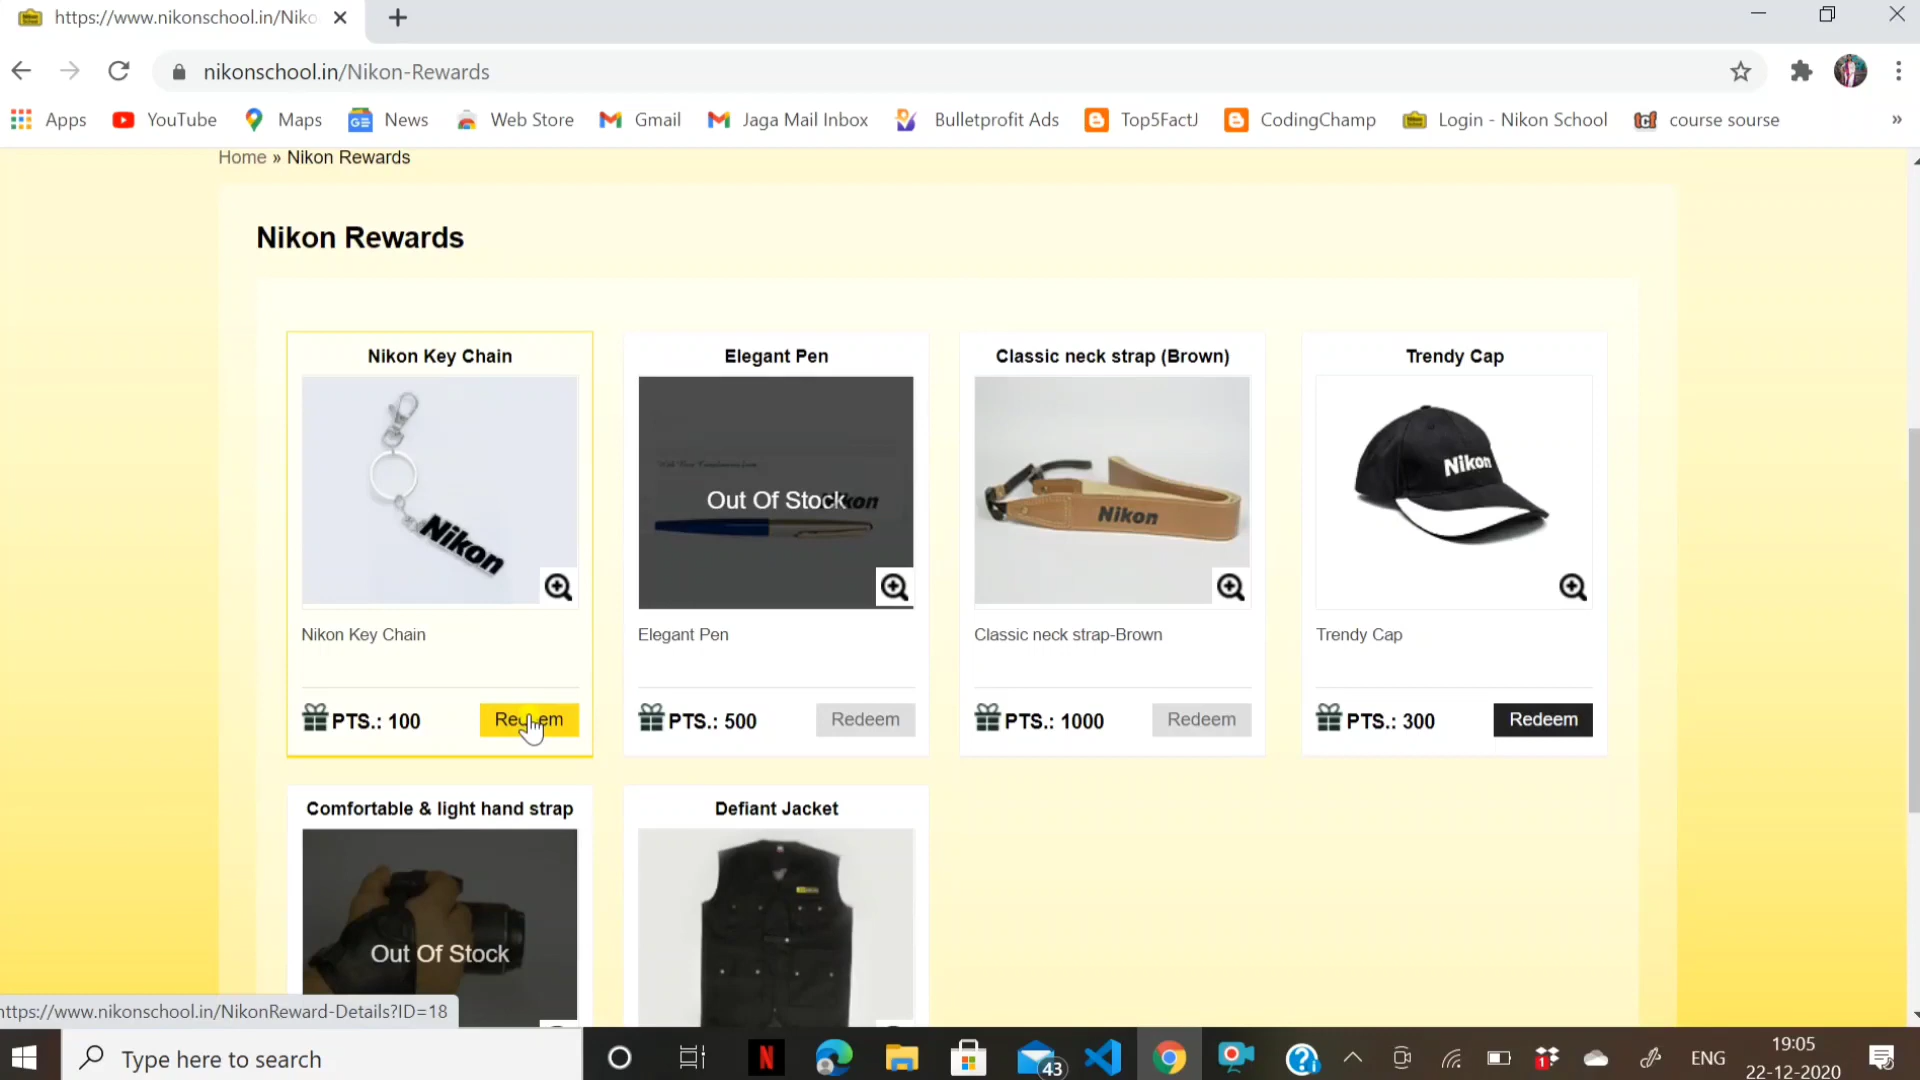 https://www.nikonschool.in/Niko
nikonschool.in/Nikon-Rewards
Apps YouTube Maps News Web Store Gmail Jaga Mail Inbox Bulletprofit Ads Top5FactJ CodingChamp Login - Nikon School course sourse »
Home » Nikon Rewards
Nikon Rewards
Nikon Key Chain Elegant Pen Classic neck strap (Brown) Trendy Cap
Nikon
Out Of Stock
Nikon
Nikon
Nikon
Nikon Key Chain Elegant Pen Classic neck strap-Brown Trendy Cap
PTS.: 100 Redeem PTS.: 500 Redeem PTS.: 1000 Redeem PTS.: 300 Redeem
Comfortable & light hand strap Defiant Jacket
Out Of Stock
https://www.nikonschool.in/NikonReward-Details?ID=18
Type here to search
43
1
ENG
19:05
22-12-2020